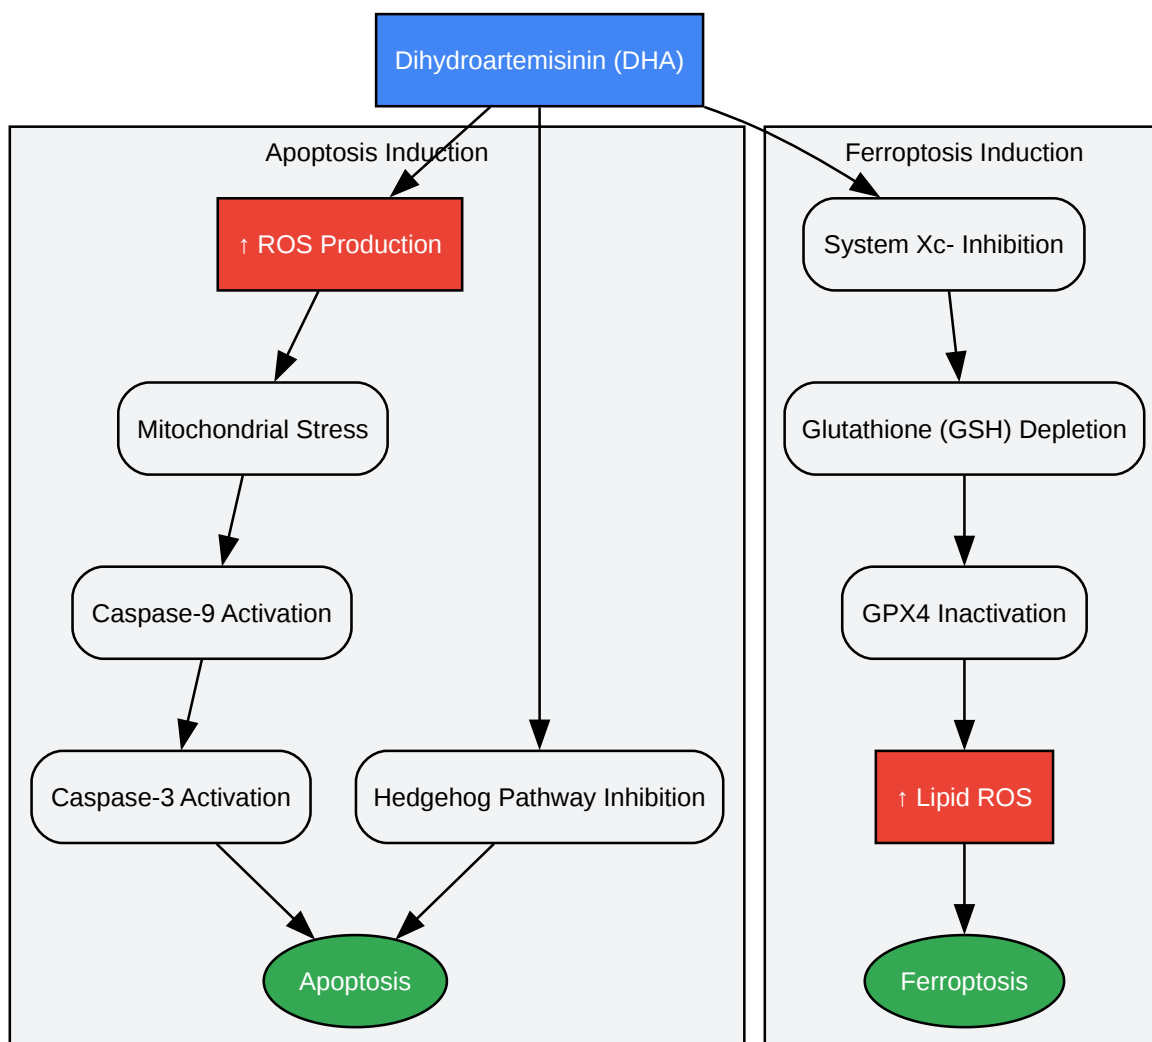 Dihydroartemisinin (DHA)
Apoptosis Induction
Ferroptosis Induction
↑ ROS Production
System Xc- Inhibition
Mitochondrial Stress
Glutathione (GSH) Depletion
Caspase-9 Activation
GPX4 Inactivation
Caspase-3 Activation
Hedgehog Pathway Inhibition
↑ Lipid ROS
Apoptosis
Ferroptosis